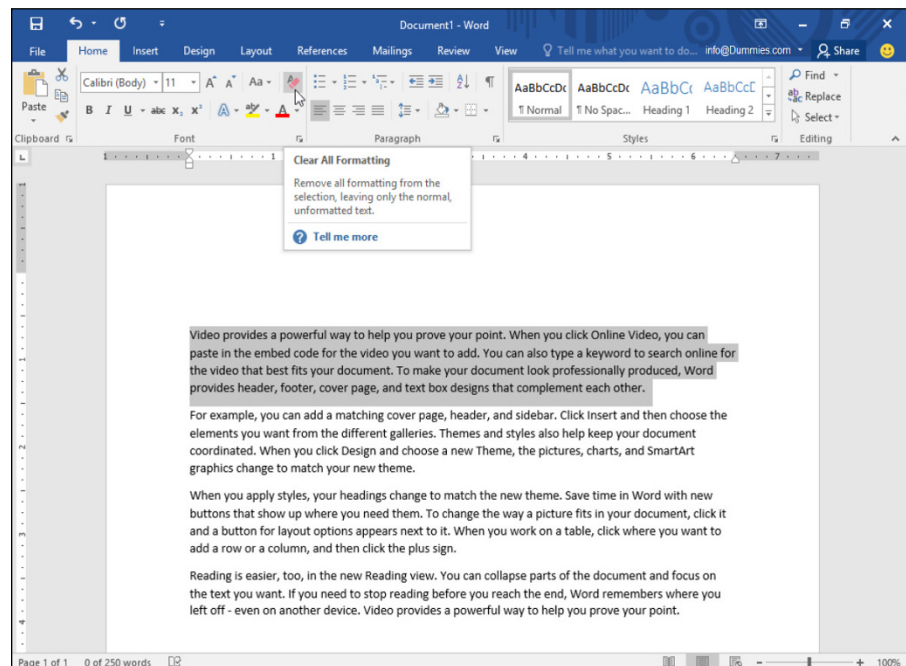 Document1 - Word
File Home Insert Design Layout References Mailings Review View Tell me what you want to do... info@Dummies.com Share
Calibri (Body) 11 A A Aa Find
Paste AaBbCcDc AaBbCcDc AaBbC( AaBbCcE Replace
B I U abc X₂ X² A ab A ¶ Normal ¶ No Spac... Heading 1 Heading 2 Select
Clipboard Font Paragraph Styles Editing
1 1 4 5 6 7
Clear All Formatting
Remove all formatting from the
selection, leaving only the normal,
unformatted text.
Tell me more
Video provides a powerful way to help you prove your point. When you click Online Video, you can
paste in the embed code for the video you want to add. You can also type a keyword to search online for
the video that best fits your document. To make your document look professionally produced, Word
provides header, footer, cover page, and text box designs that complement each other.
For example, you can add a matching cover page, header, and sidebar. Click Insert and then choose the
elements you want from the different galleries. Themes and styles also help keep your document
coordinated. When you click Design and choose a new Theme, the pictures, charts, and SmartArt
graphics change to match your new theme.
When you apply styles, your headings change to match the new theme. Save time in Word with new
buttons that show up where you need them. To change the way a picture fits in your document, click it
and a button for layout options appears next to it. When you work on a table, click where you want to
add a row or a column, and then click the plus sign.
Reading is easier, too, in the new Reading view. You can collapse parts of the document and focus on
the text you want. If you need to stop reading before you reach the end, Word remembers where you
left off - even on another device. Video provides a powerful way to help you prove your point.
Page 1 of 1 0 of 250 words 100%